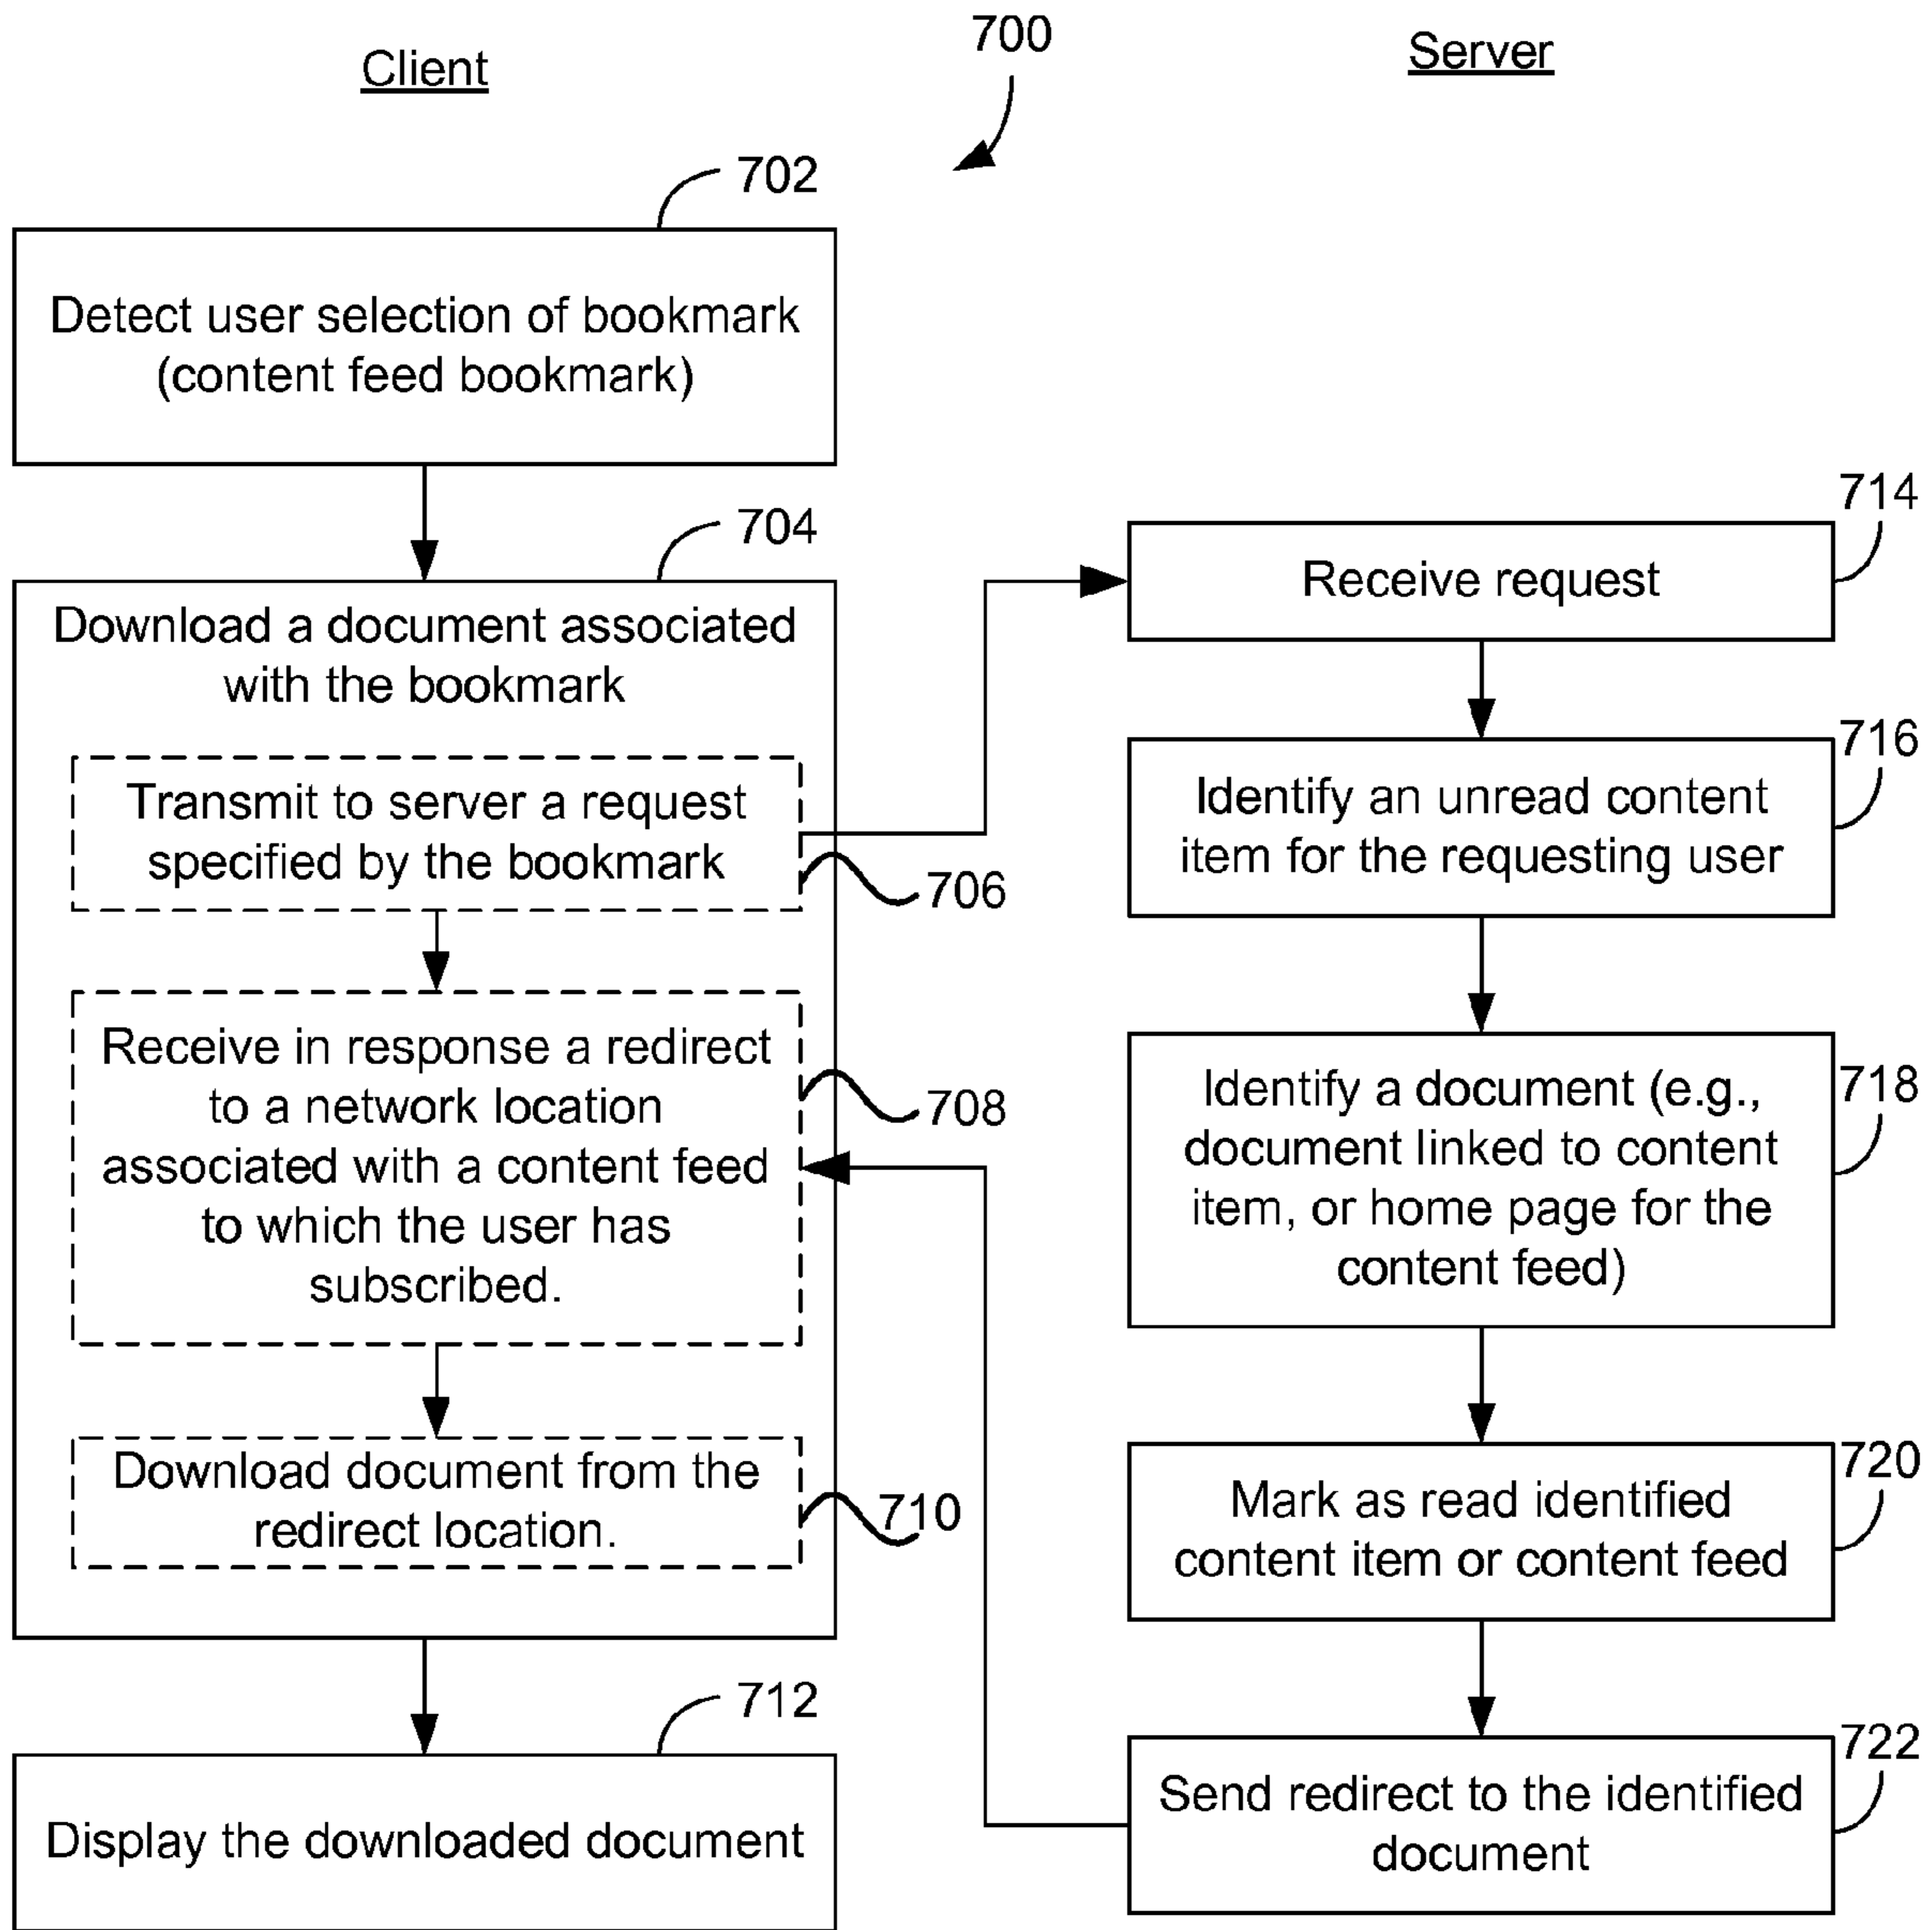 700
Client
Server
702
Detect user selection of bookmark
(content feed bookmark)
704
Download a document associated
with the bookmark
Transmit to server a request
specified by the bookmark
706
Receive in response a redirect
to a network location
associated with a content feed
to which the user has
subscribed.
708
Download document from the
redirect location.
710
712
Display the downloaded document
714
Receive request
716
Identify an unread content
item for the requesting user
718
Identify a document (e.g.,
document linked to content
item, or home page for the
content feed)
720
Mark as read identified
content item or content feed
722
Send redirect to the identified
document